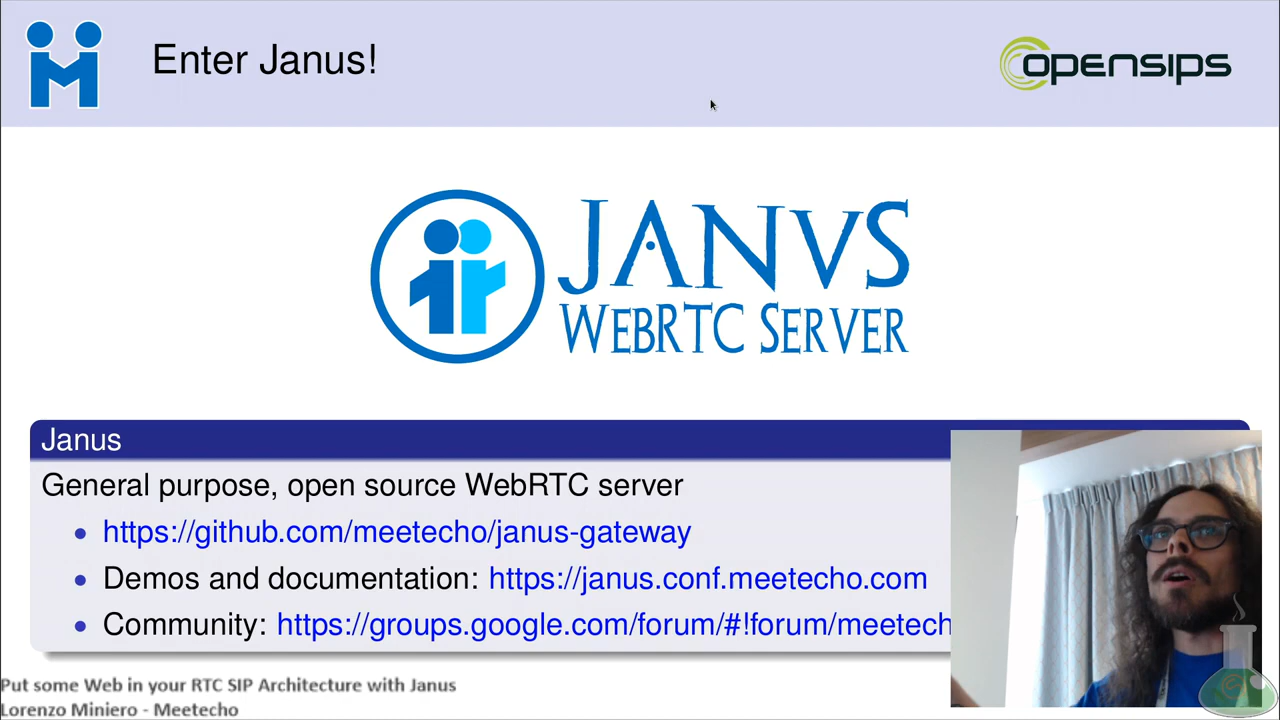 Enter Janus!
opensips
JANVS
WEBRTC SERVER
Janus
General purpose, open source WebRTC server
https://github.com/meetecho/janus-gateway
Demos and documentation: https://janus.conf.meetecho.com
Community: https://groups.google.com/forum/#!forum/meetech
Put some Web in your RTC SIP Architecture with Janus
Lorenzo Miniero - Meetecho